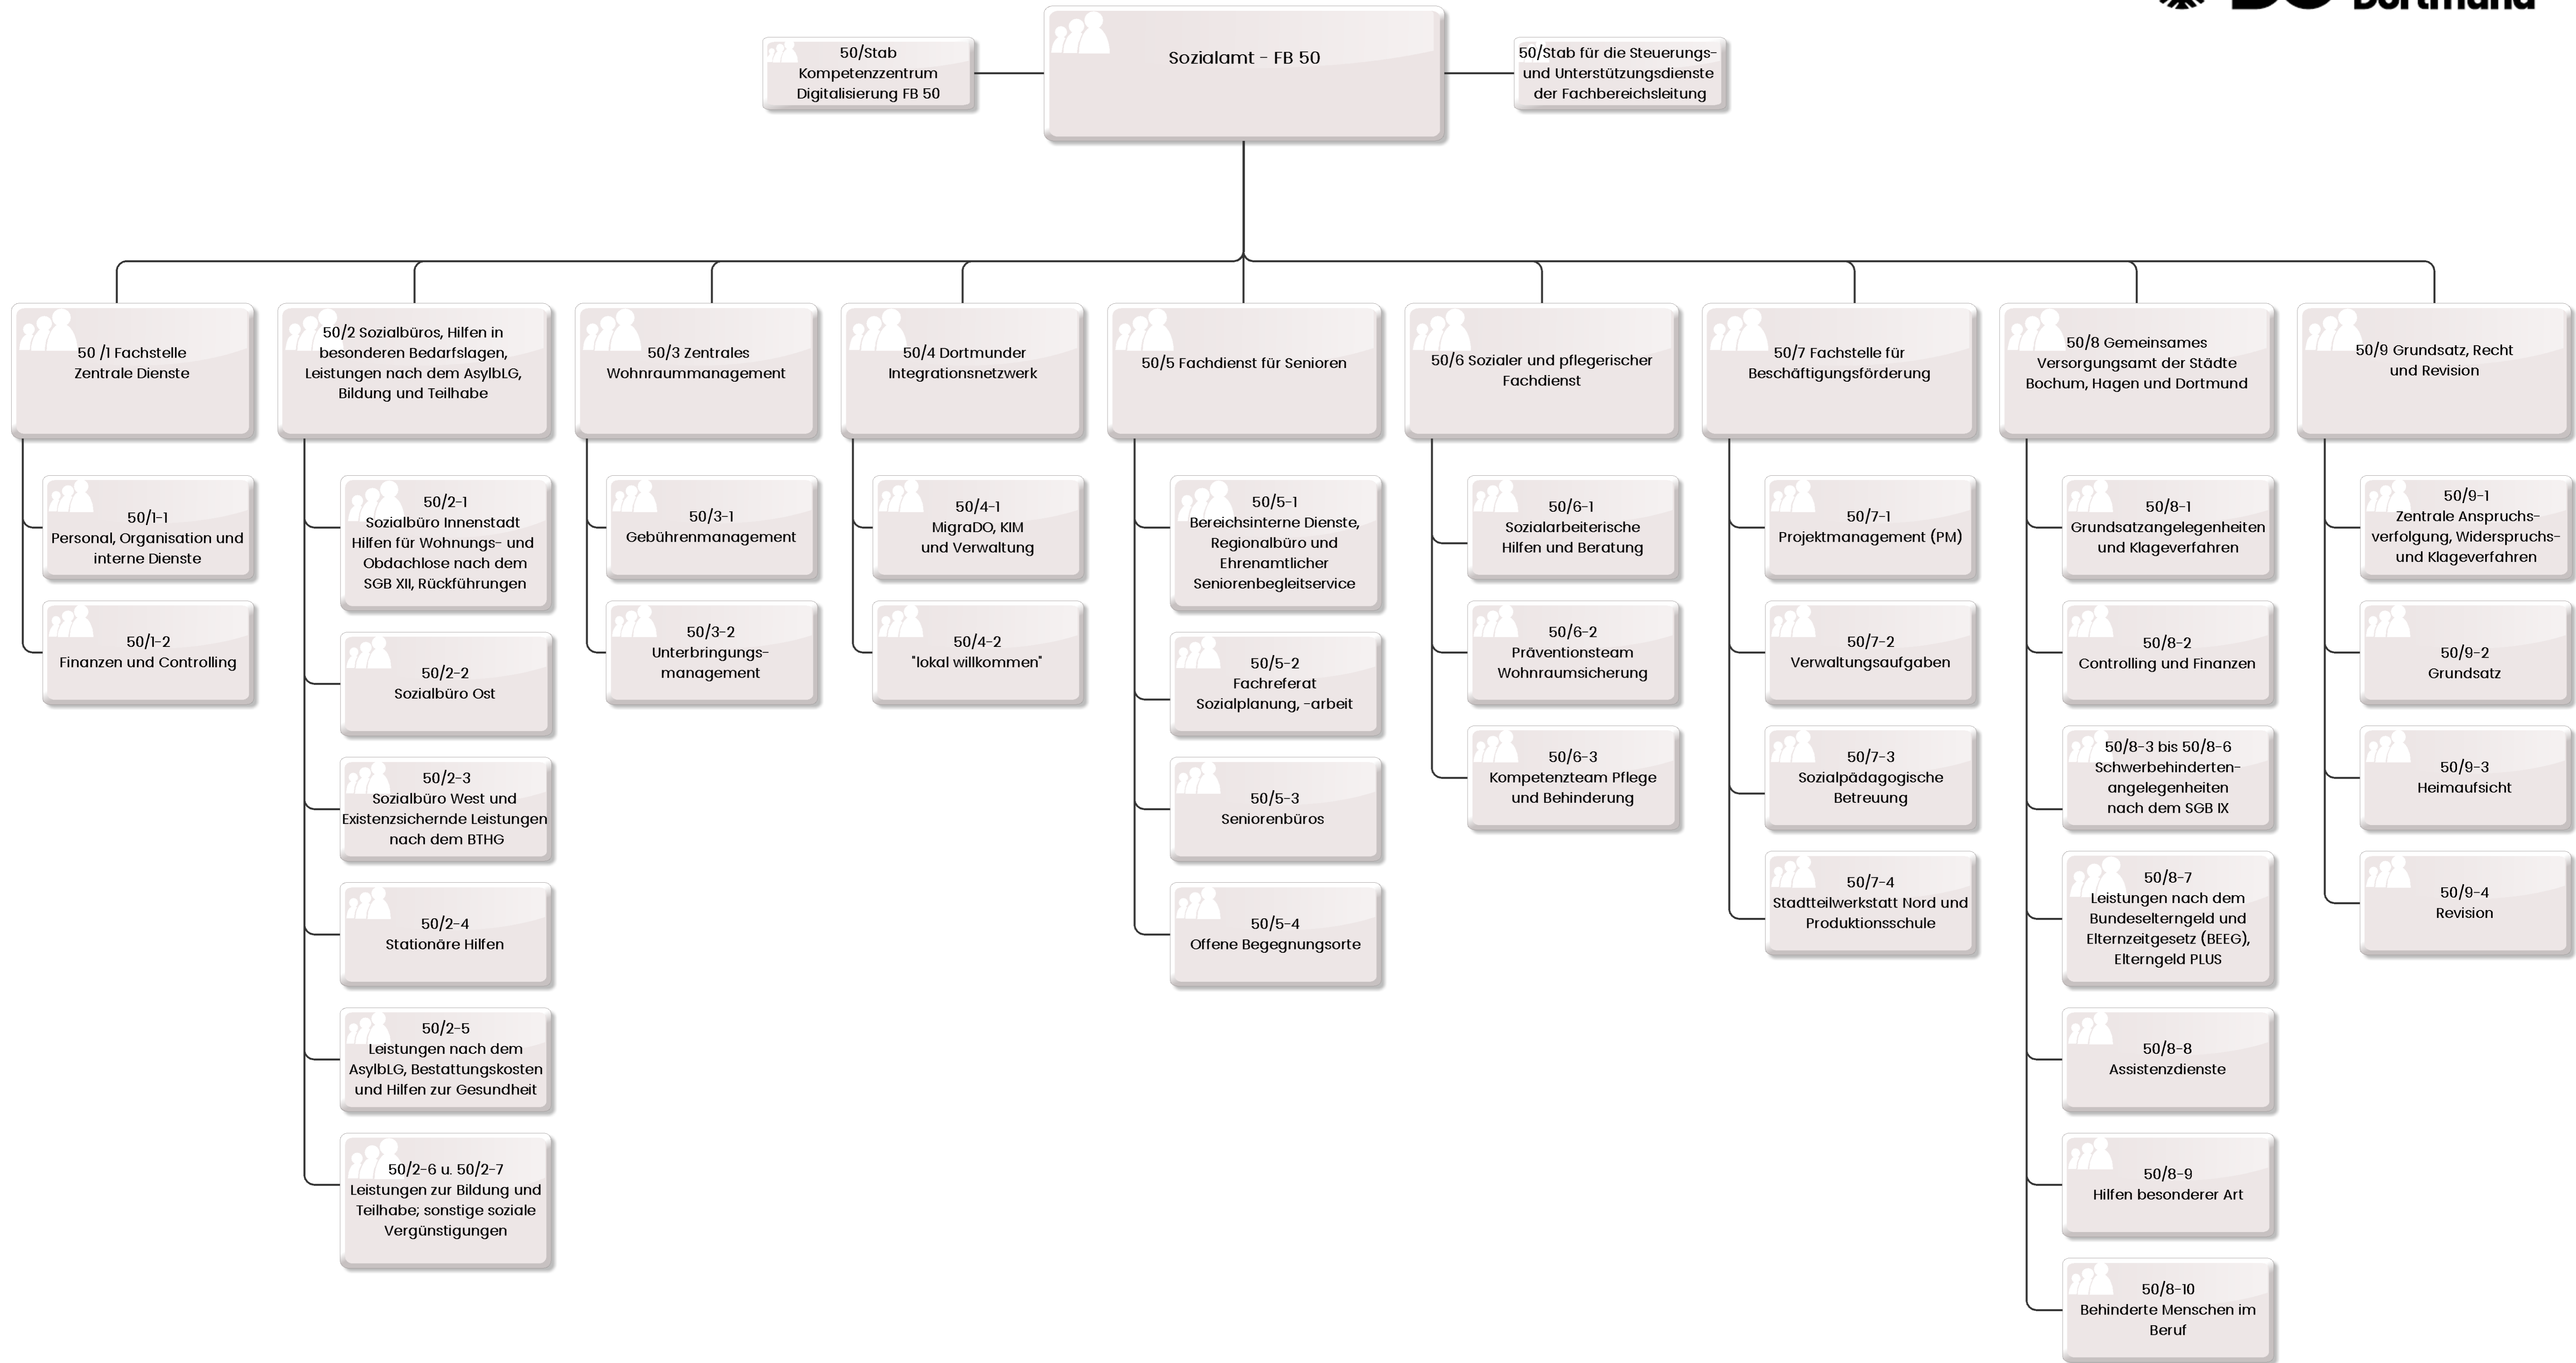 Dortmund
50/Stab
Kompetenzzentrum
Digitalisierung FB 50
Sozialamt - FB 50
50/Stab für die Steuerungs-
und Unterstützungsdienste
der Fachbereichsleitung
50 /1 Fachstelle
Zentrale Dienste
50/1-1
Personal, Organisation und
interne Dienste
50/1-2
Finanzen und Controlling
50/2 Sozialbüros, Hilfen in
besonderen Bedarfslagen,
Leistungen nach dem AsylbLG,
Bildung und Teilhabe
50/2-1
Sozialbüro Innenstadt
Hilfen für Wohnungs- und
Obdachlose nach dem
SGB XII, Rückführungen
50/2-2
Sozialbüro Ost
50/2-3
Sozialbüro West und
Existenzsichernde Leistungen
nach dem BTHG
50/2-4
Stationäre Hilfen
50/2-5
Leistungen nach dem
AsylbLG, Bestattungskosten
und Hilfen zur Gesundheit
50/2-6 u. 50/2-7
Leistungen zur Bildung und
Teilhabe; sonstige soziale
Vergünstigungen
50/3 Zentrales
Wohnraummanagement
50/3-1
Gebührenmanagement
50/3-2
Unterbringungs-
management
50/4 Dortmunder
Integrationsnetzwerk
50/4-1
MigraDO, KIM
und Verwaltung
50/4-2
"lokal willkommen"
50/5 Fachdienst für Senioren
50/5-1
Bereichsinterne Dienste,
Regionalbüro und
Ehrenamtlicher
Seniorenbegleitservice
50/5-2
Fachreferat
Sozialplanung, -arbeit
50/5-3
Seniorenbüros
50/5-4
Offene Begegnungsorte
50/6 Sozialer und pflegerischer
Fachdienst
50/6-1
Sozialarbeiterische
Hilfen und Beratung
50/6-2
Präventionsteam
Wohnraumsicherung
50/6-3
Kompetenzteam Pflege
und Behinderung
50/7 Fachstelle für
Beschäftigungsförderung
50/7-1
Projektmanagement (PM)
50/7-2
Verwaltungsaufgaben
50/7-3
Sozialpädagogische
Betreuung
50/7-4
Stadtteilwerkstatt Nord und
Produktionsschule
50/8 Gemeinsames
Versorgungsamt der Städte
Bochum, Hagen und Dortmund
50/8-1
Grundsatzangelegenheiten
und Klageverfahren
50/8-2
Controlling und Finanzen
50/8-3 bis 50/8-6
Schwerbehinderten-
angelegenheiten
nach dem SGB IX
50/8-7
Leistungen nach dem
Bundeselterngeld und
Elternzeitgesetz (BEEG),
Elterngeld PLUS
50/8-8
Assistenzdienste
50/8-9
Hilfen besonderer Art
50/8-10
Behinderte Menschen im
Beruf
50/9 Grundsatz, Recht
und Revision
50/9-1
Zentrale Anspruchs-
verfolgung, Widerspruchs-
und Klageverfahren
50/9-2
Grundsatz
50/9-3
Heimaufsicht
50/9-4
Revision